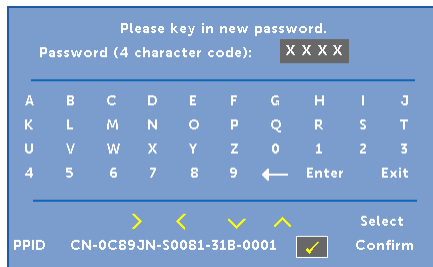 Please key in new password.
Password (4 character code): X X X X
A B C D E F G H I J
K L M N O P Q R S T
U V W X Y Z 0 1 2 3
4 5 6 7 8 9 ← Enter Exit
Select
PPID CN-0C89JN-S0081-31B-0001 ✓ Confirm